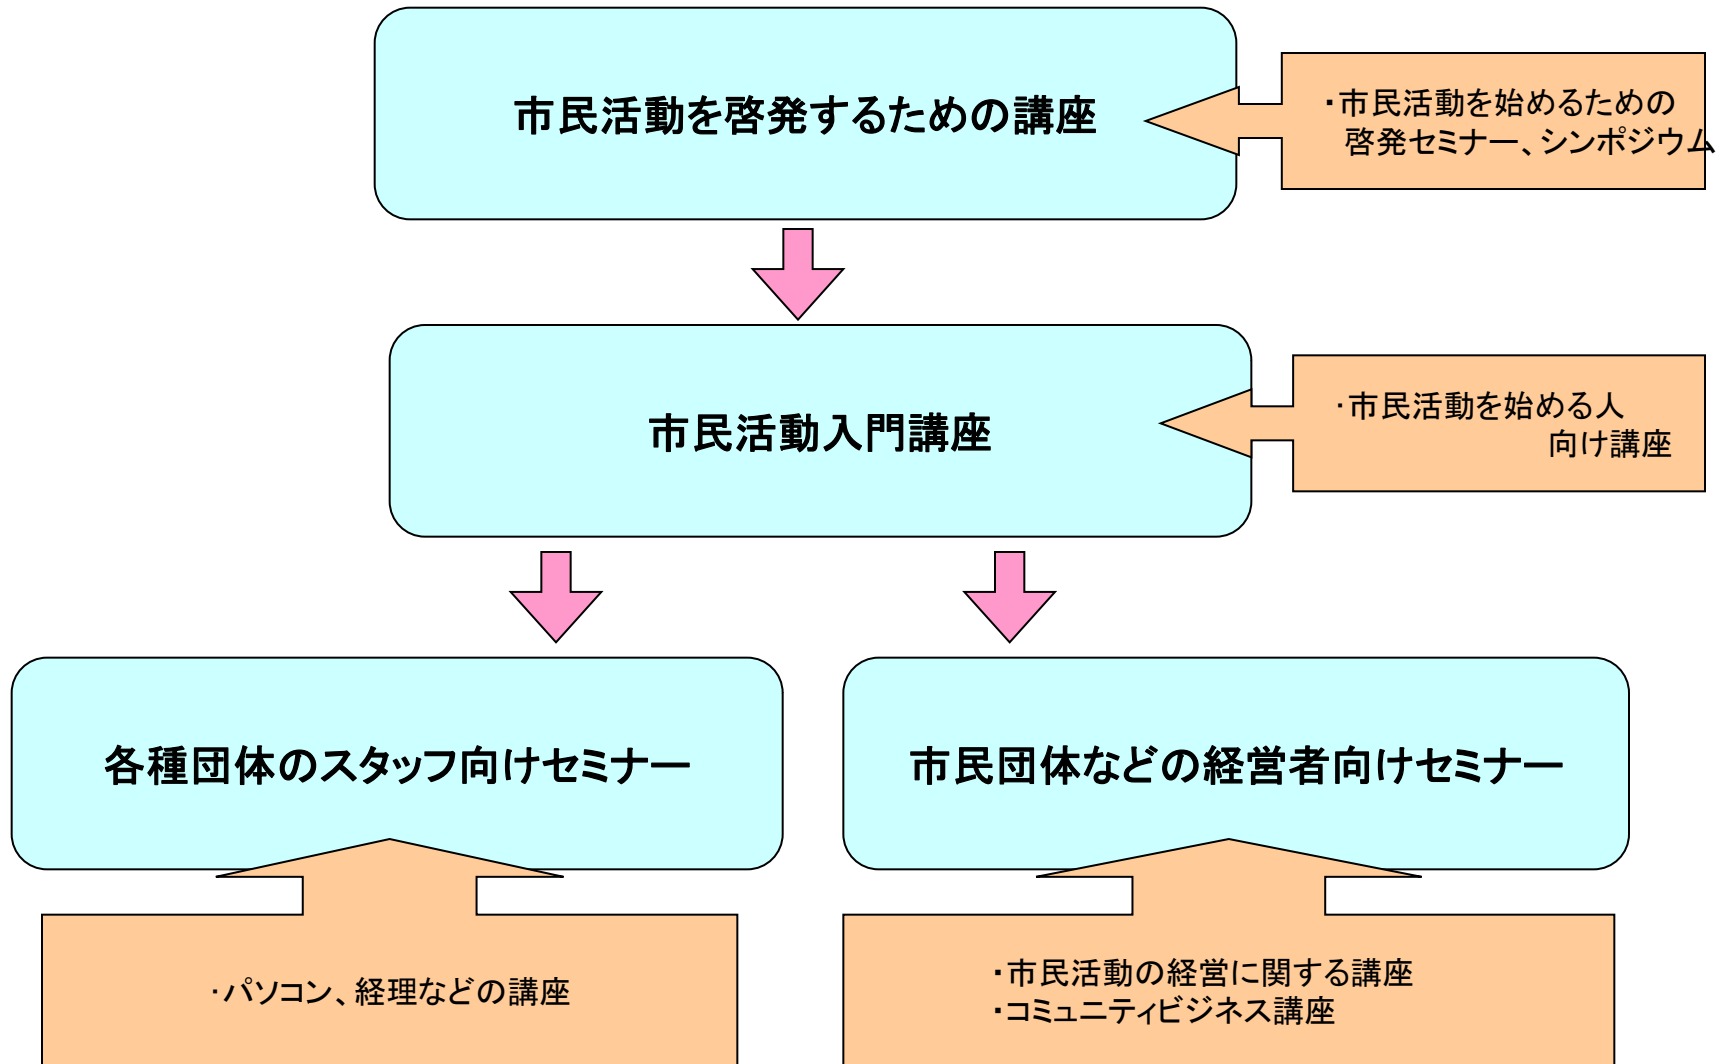 市民活動を啓発するための講座
・市民活動を始めるための
啓発セミナー、シンポジウム
市民活動入門講座
・市民活動を始める人
向け講座
各種団体のスタッフ向けセミナー
市民団体などの経営者向けセミナー
・パソコン、経理などの講座
・市民活動の経営に関する講座
・コミュニティビジネス講座